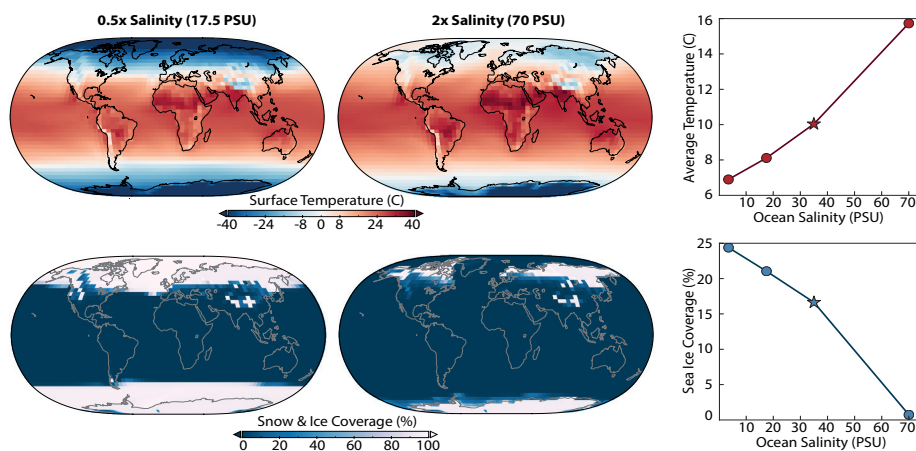 0.5x Salinity (17.5 PSU)
2x Salinity (70 PSU)
Surface Temperature (C)
-40 -24 -8 0 8 24 40
Snow & Ice Coverage (%)
0 20 40 60 80 100
Average Temperature (C)
16
14
12
10
8
6
10 20 30 40 50 60 70
Ocean Salinity (PSU)
Sea Ice Coverage (%)
25
20
15
10
5
0
10 20 30 40 50 60 70
Ocean Salinity (PSU)